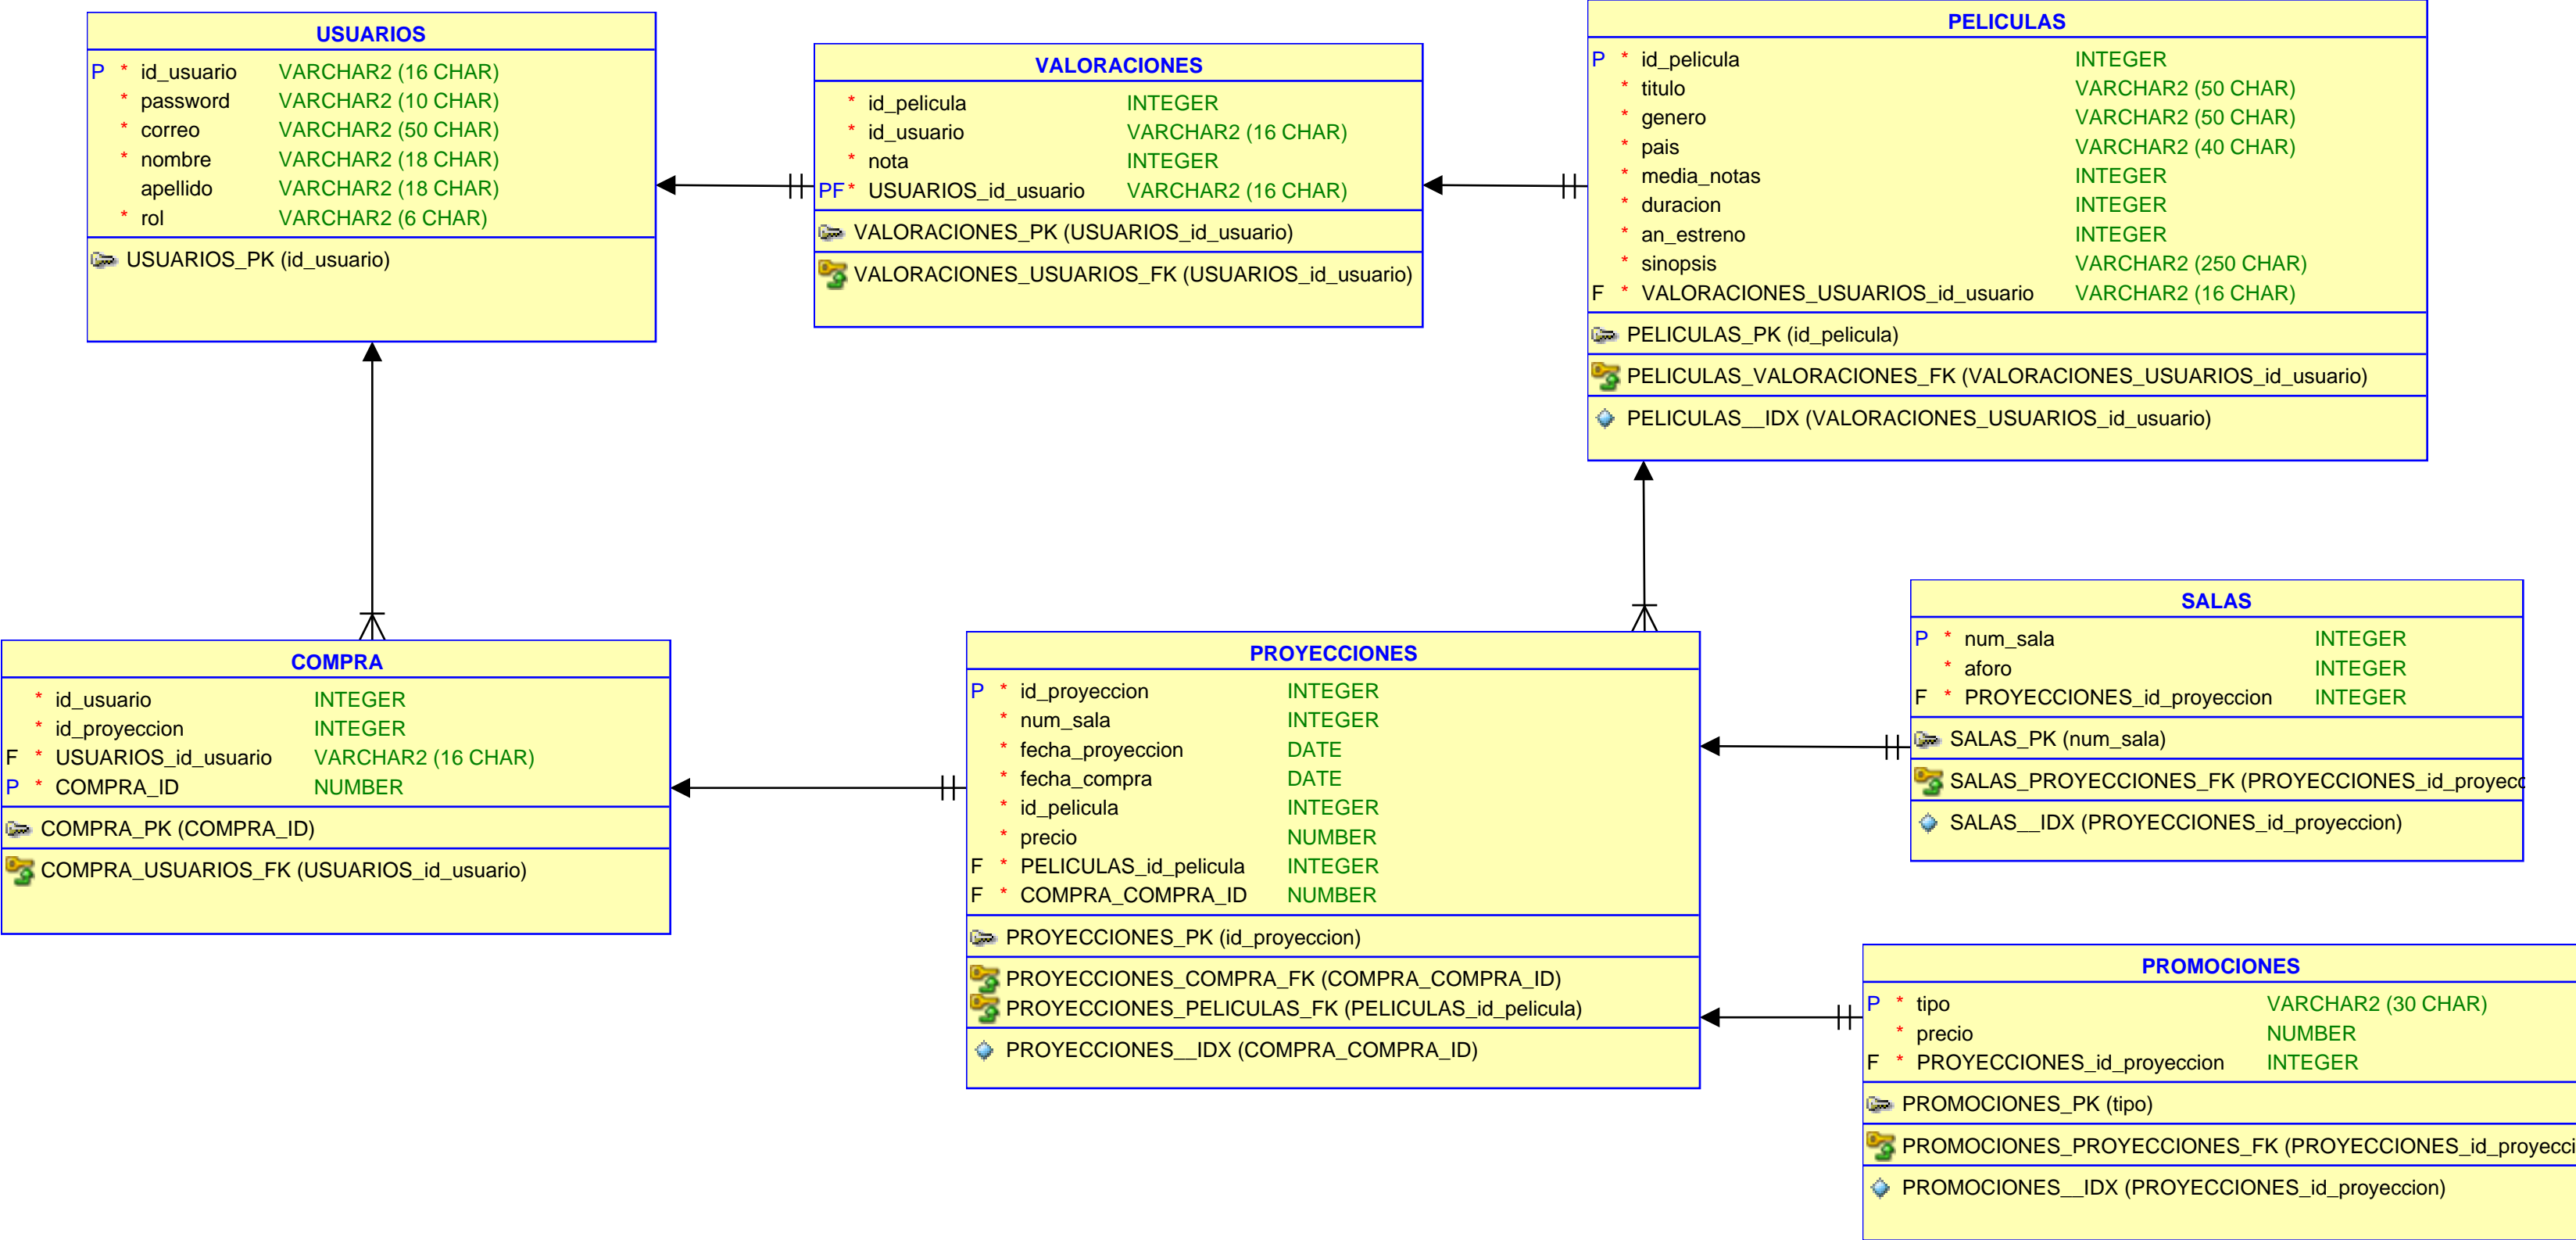 USUARIOS
P * id_usuario VARCHAR2 (16 CHAR)
* password VARCHAR2 (10 CHAR)
* correo VARCHAR2 (50 CHAR)
* nombre VARCHAR2 (18 CHAR)
apellido VARCHAR2 (18 CHAR)
* rol VARCHAR2 (6 CHAR)
USUARIOS_PK (id_usuario)
VALORACIONES
* id_pelicula INTEGER
* id_usuario VARCHAR2 (16 CHAR)
* nota INTEGER
PF* USUARIOS_id_usuario VARCHAR2 (16 CHAR)
VALORACIONES_PK (USUARIOS_id_usuario)
VALORACIONES_USUARIOS_FK (USUARIOS_id_usuario)
PELICULAS
P * id_pelicula INTEGER
* titulo VARCHAR2 (50 CHAR)
* genero VARCHAR2 (50 CHAR)
* pais VARCHAR2 (40 CHAR)
* media_notas INTEGER
* duracion INTEGER
* an_estreno INTEGER
* sinopsis VARCHAR2 (250 CHAR)
F * VALORACIONES_USUARIOS_id_usuario VARCHAR2 (16 CHAR)
PELICULAS_PK (id_pelicula)
PELICULAS_VALORACIONES_FK (VALORACIONES_USUARIOS_id_usuario)
PELICULAS__IDX (VALORACIONES_USUARIOS_id_usuario)
COMPRA
* id_usuario INTEGER
* id_proyeccion INTEGER
F * USUARIOS_id_usuario VARCHAR2 (16 CHAR)
P * COMPRA_ID NUMBER
COMPRA_PK (COMPRA_ID)
COMPRA_USUARIOS_FK (USUARIOS_id_usuario)
PROYECCIONES
P * id_proyeccion INTEGER
* num_sala INTEGER
* fecha_proyeccion DATE
* fecha_compra DATE
* id_pelicula INTEGER
* precio NUMBER
F * PELICULAS_id_pelicula INTEGER
F * COMPRA_COMPRA_ID NUMBER
PROYECCIONES_PK (id_proyeccion)
PROYECCIONES_COMPRA_FK (COMPRA_COMPRA_ID)
PROYECCIONES_PELICULAS_FK (PELICULAS_id_pelicula)
PROYECCIONES__IDX (COMPRA_COMPRA_ID)
SALAS
P * num_sala INTEGER
* aforo INTEGER
F * PROYECCIONES_id_proyeccion INTEGER
SALAS_PK (num_sala)
SALAS_PROYECCIONES_FK (PROYECCIONES_id_proyecc
SALAS__IDX (PROYECCIONES_id_proyeccion)
PROMOCIONES
P * tipo VARCHAR2 (30 CHAR)
* precio NUMBER
F * PROYECCIONES_id_proyeccion INTEGER
PROMOCIONES_PK (tipo)
PROMOCIONES_PROYECCIONES_FK (PROYECCIONES_id_proyecci
PROMOCIONES__IDX (PROYECCIONES_id_proyeccion)